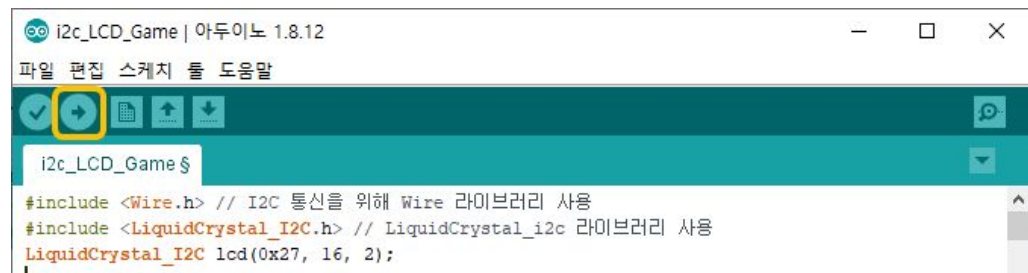 i2c_LCD_Game | 아두이노 1.8.12
파일 편집 스케치 툴 도움말
i2c_LCD_Game §
#include <Wire.h> // I2C 통신을 위해 Wire 라이브러리 사용
#include <LiquidCrystal_I2C.h> // LiquidCrystal_i2c 라이브러리 사용
LiquidCrystal_I2C lcd(0x27, 16, 2);